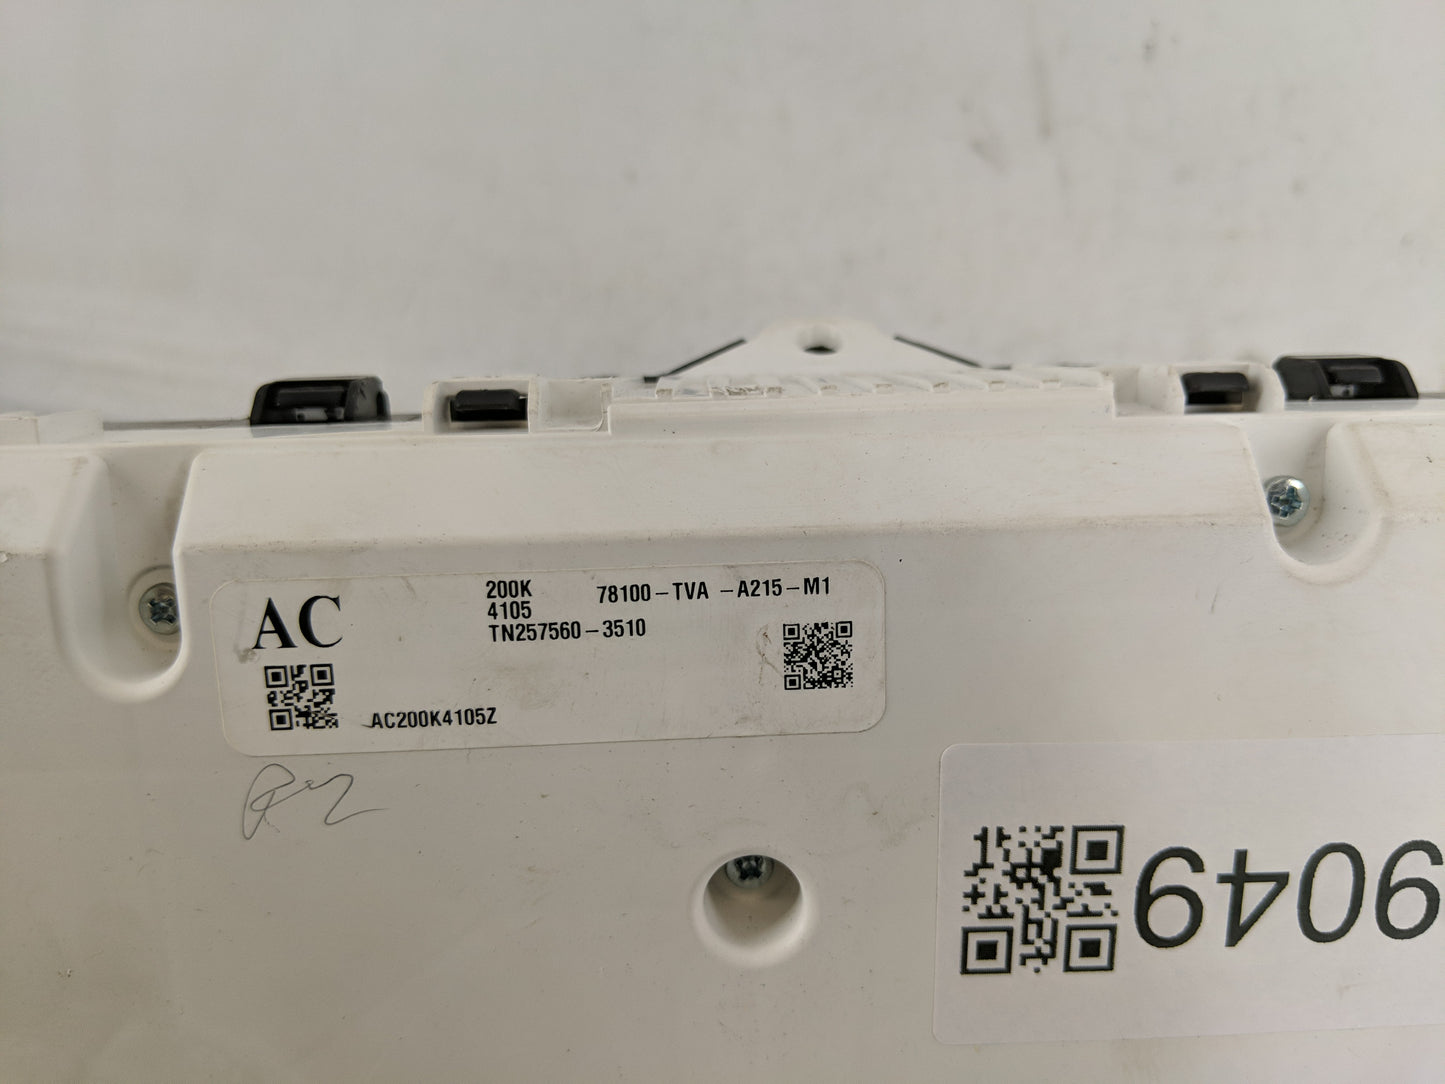 AC
200K 78100-TVA-A215-M1
4105
TN257560-3510
AC200K4105Z
9049